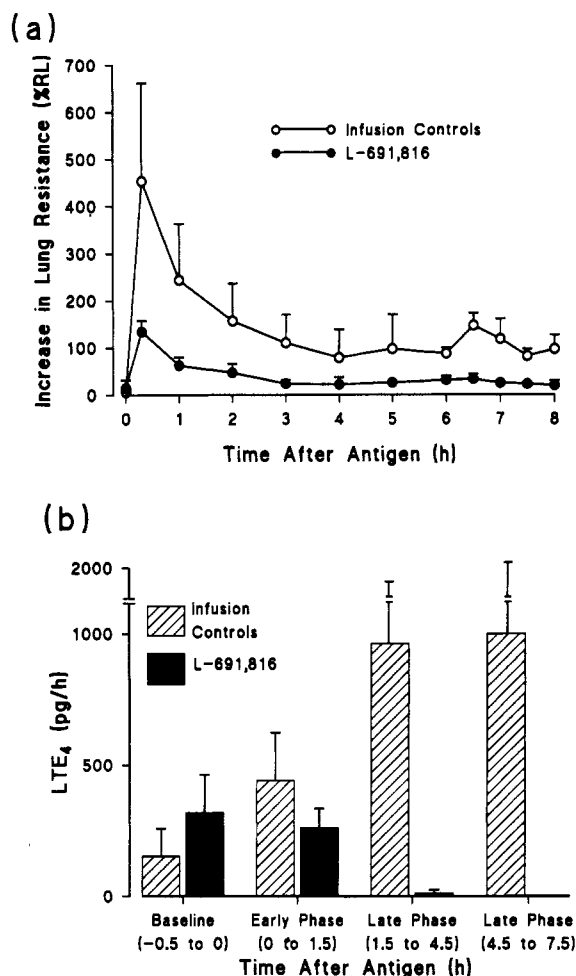 (a)
Increase in Lung Resistance (%RL)
700
600
500
400
300
200
100
0
Infusion Controls
L-691,816
0 1 2 3 4 5 6 7 8
Time After Antigen (h)
(b)
LTE4 (pg/h)
2000
1000
500
0
Infusion
Controls
L-691,816
Baseline Early Phase Late Phase Late Phase
(-0.5 to 0) (0 to 1.5) (1.5 to 4.5) (4.5 to 7.5)
Time After Antigen (h)